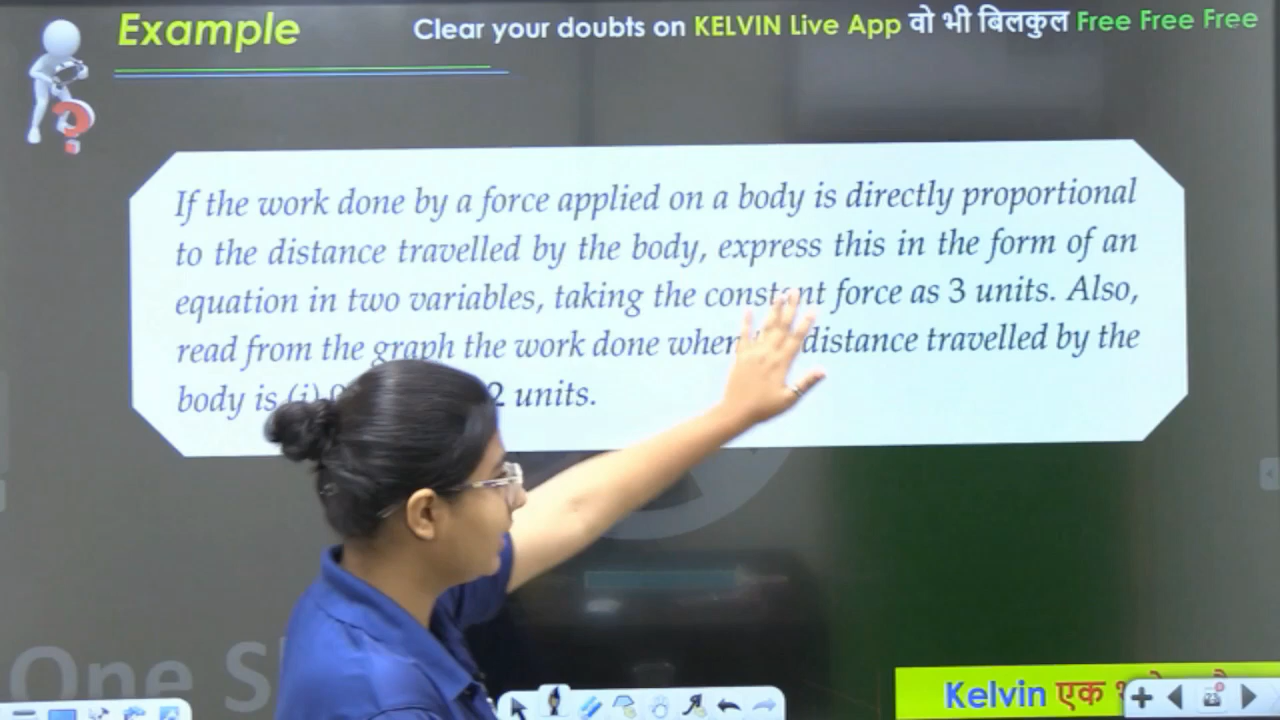 Example
Clear your doubts on KELVIN Live App वो भी बिलकुल Free Free Free
If the work done by a force applied on a body is directly proportional
to the distance travelled by the body, express this in the form of an
equation in two variables, taking the constant force as 3 units. Also,
read from the graph the work done when distance travelled by the
body is (i) 2 units.
One
Kelvin एक